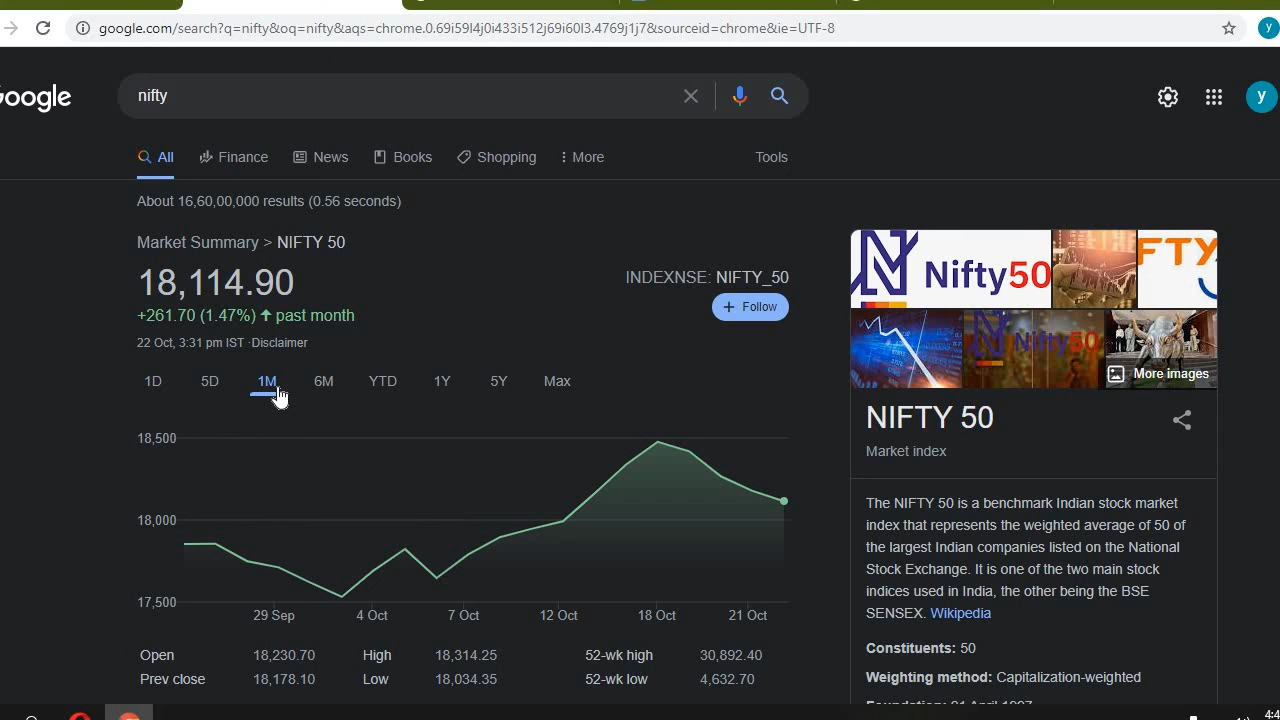 google.com/search?q=nifty&oq=nifty&aqs=chrome.0.69i59l4j0i433i512j69i60l3.4769j1j7&sourceid=chrome&ie=UTF-8
y
nifty
y
All Finance News Books Shopping More Tools
About 16,60,00,000 results (0.56 seconds)
Market Summary > NIFTY 50
18,114.90
INDEXNSE: NIFTY_50
+ Follow
+261.70 (1.47%) past month
22 Oct, 3:31 pm IST · Disclaimer
1D 5D 1M 6M YTD 1Y 5Y Max
18,500
18,000
17,500
29 Sep 4 Oct 7 Oct 12 Oct 18 Oct 21 Oct
Open 18,230.70 High 18,314.25 52-wk high 30,892.40
Prev close 18,178.10 Low 18,034.35 52-wk low 4,632.70
Nifty50
Nifty50
More images
NIFTY 50
Market index
The NIFTY 50 is a benchmark Indian stock market
index that represents the weighted average of 50 of
the largest Indian companies listed on the National
Stock Exchange. It is one of the two main stock
indices used in India, the other being the BSE
SENSEX. Wikipedia
Constituents: 50
Weighting method: Capitalization-weighted